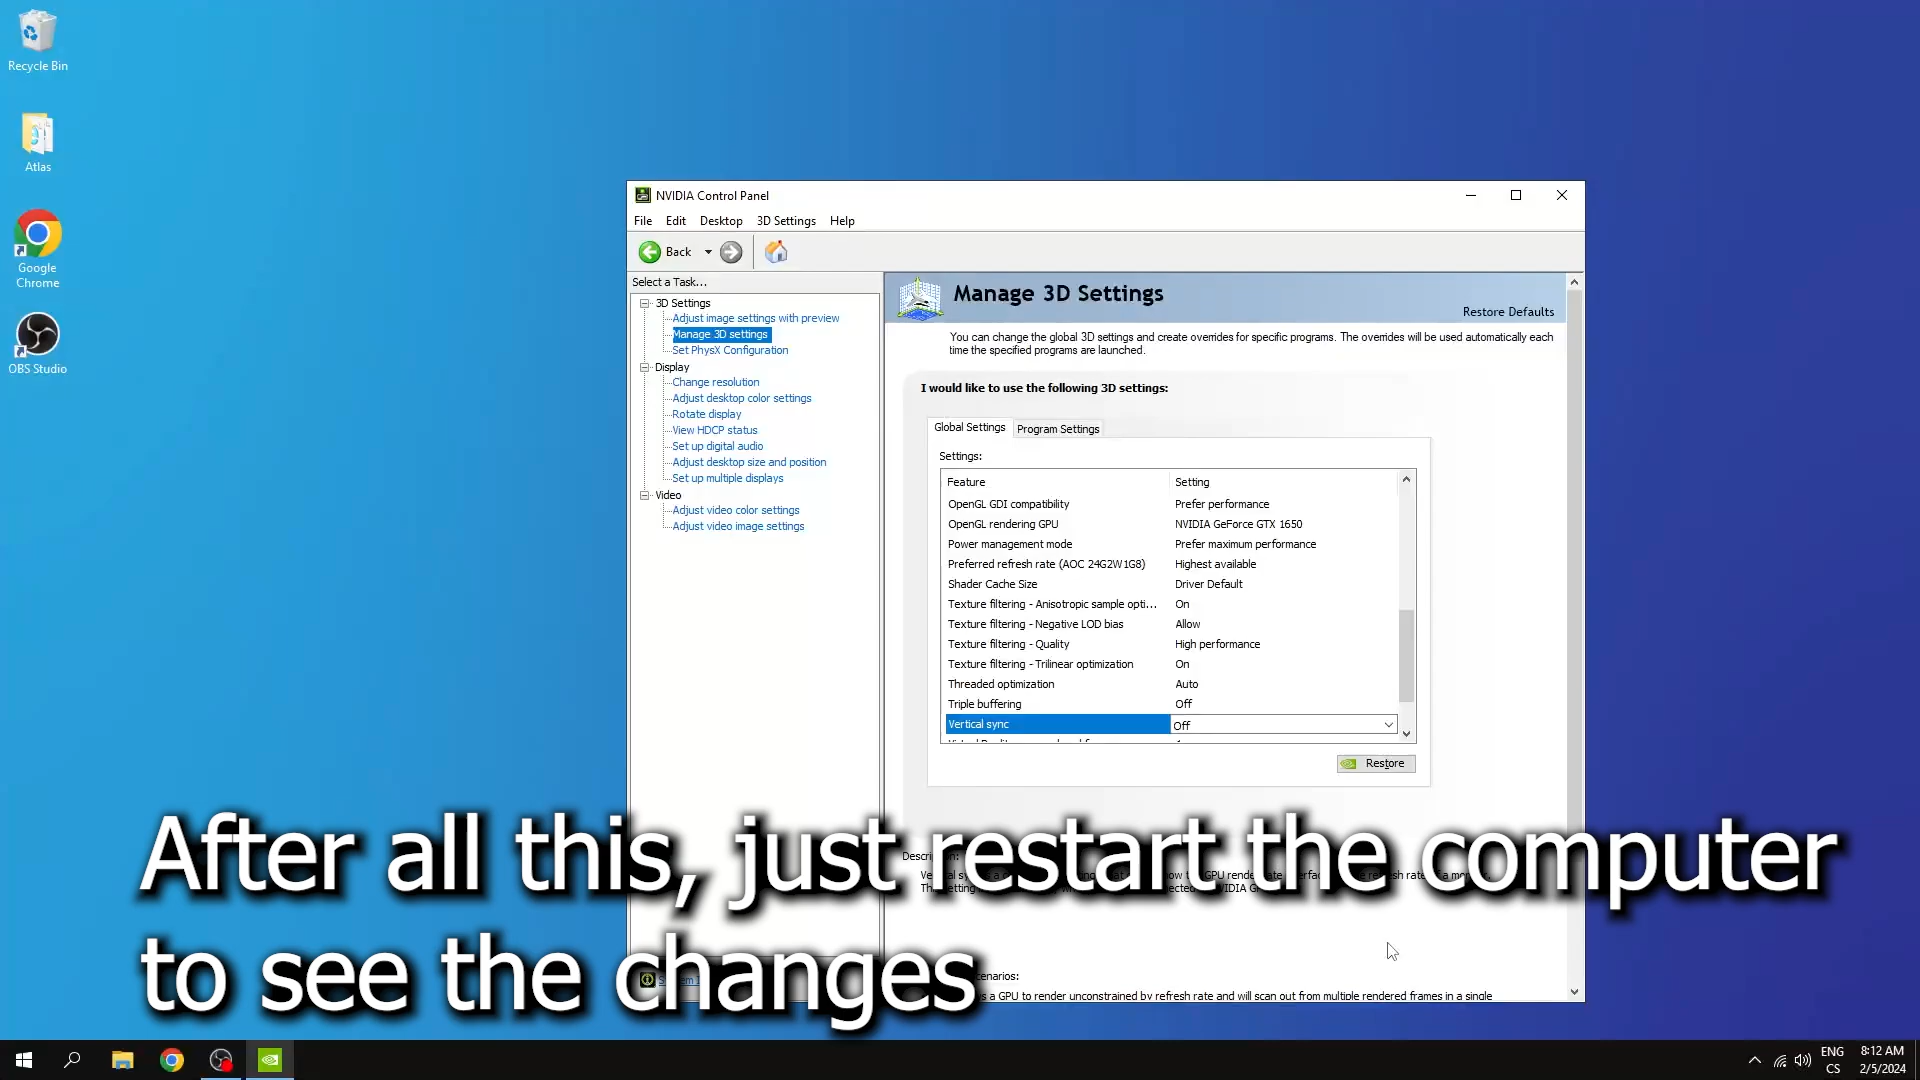 Recycle Bin
Atlas
Google
Chrome
OBS Studio
NVIDIA Control Panel
File Edit Desktop 3D Settings Help
Back
Select a Task...
3D Settings
Adjust image settings with preview
Manage 3D settings
Set PhysX Configuration
Display
Change resolution
Adjust desktop color settings
Rotate display
View HDCP status
Set up digital audio
Adjust desktop size and position
Set up multiple displays
Video
Adjust video color settings
Adjust video image settings
Manage 3D Settings
Restore Defaults
You can change the global 3D settings and create overrides for specific programs. The overrides will be used automatically each
time the specified programs are launched.
I would like to use the following 3D settings:
Global Settings Program Settings
Settings:
Feature Setting
OpenGL GDI compatibility Prefer performance
OpenGL rendering GPU NVIDIA GeForce GTX 1650
Power management mode Prefer maximum performance
Preferred refresh rate (AOC 24G2W1G8) Highest available
Shader Cache Size Driver Default
Texture filtering - Anisotropic sample opti... On
Texture filtering - Negative LOD bias Allow
Texture filtering - Quality High performance
Texture filtering - Trilinear optimization On
Threaded optimization Auto
Triple buffering Off
Vertical sync Off
Restore
After all this, just restart the computer
to see the changes
a GPU to render unconstrained by refresh rate and will scan out from multiple rendered frames in a single
ENG
CS
8:12 AM
2/5/2024